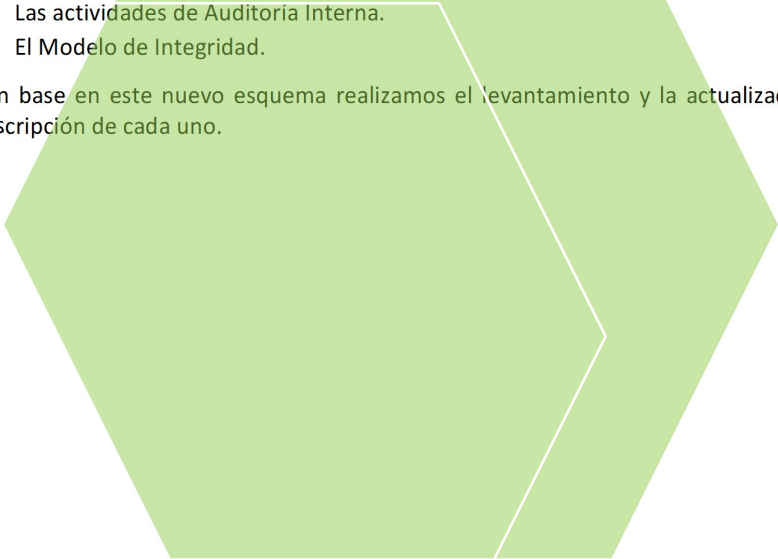 Las actividades de Auditoría Interna.
El Modelo de Integridad.
n base en este nuevo esquema realizamos el levantamiento y la actualizac
scripción de cada uno.